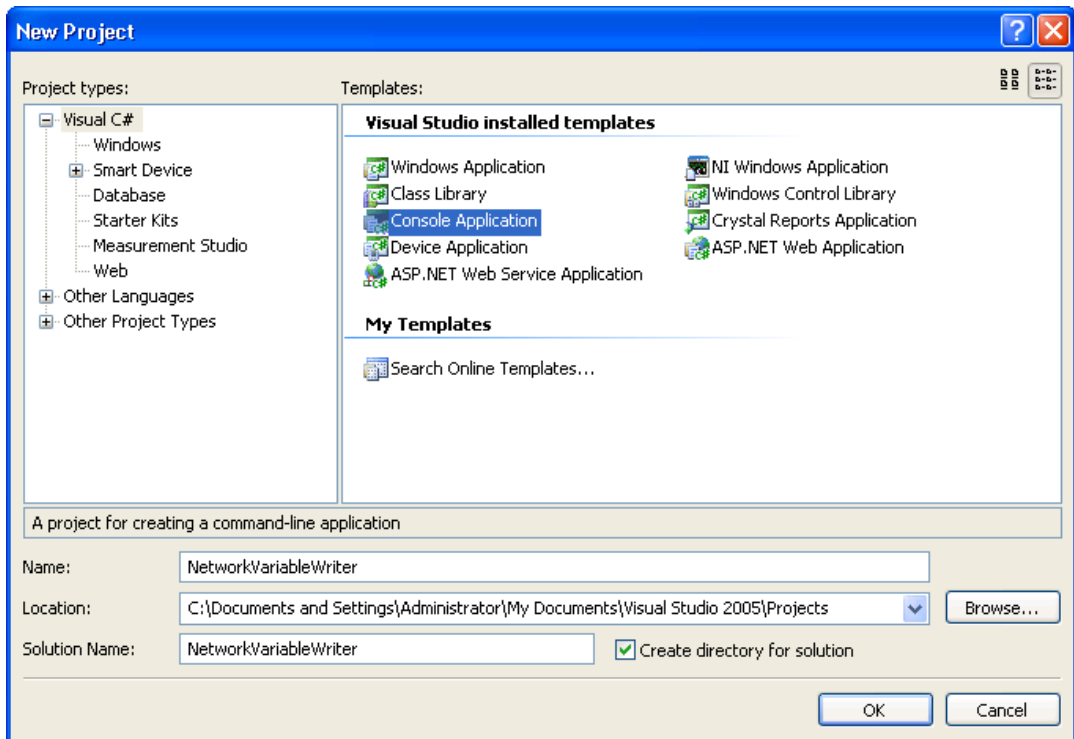 New Project
Project types:
Templates:
Visual C#
Windows
Smart Device
Database
Starter Kits
Measurement Studio
Web
Other Languages
Other Project Types
Visual Studio installed templates
Windows Application
NI Windows Application
Class Library
Windows Control Library
Console Application
Crystal Reports Application
Device Application
ASP.NET Web Application
ASP.NET Web Service Application
My Templates
Search Online Templates...
A project for creating a command-line application
Name:
NetworkVariableWriter
Location:
C:\Documents and Settings\Administrator\My Documents\Visual Studio 2005\Projects
Browse...
Solution Name:
NetworkVariableWriter
Create directory for solution
OK
Cancel